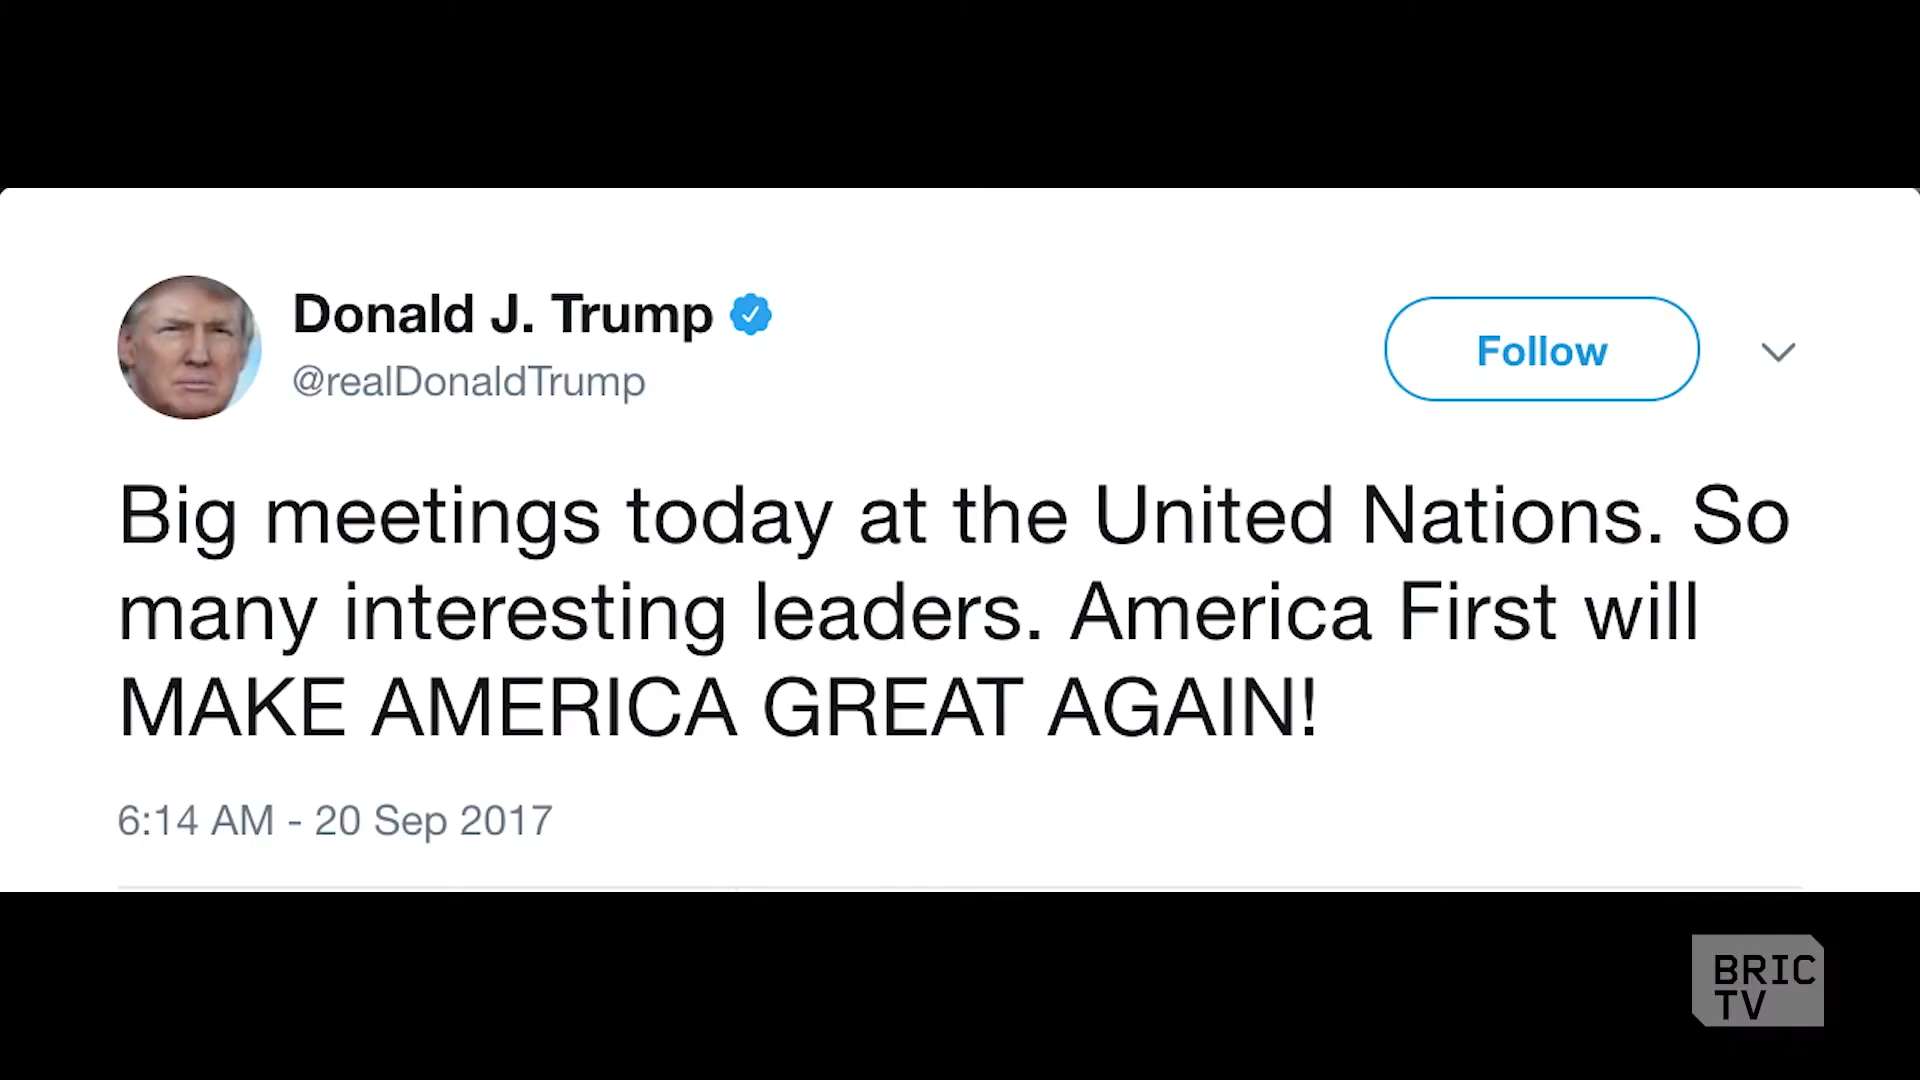 Donald J. Trump
@realDonaldTrump
Follow
Big meetings today at the United Nations. So
many interesting leaders. America First will
MAKE AMERICA GREAT AGAIN!
6:14 AM - 20 Sep 2017
BRIC
TV